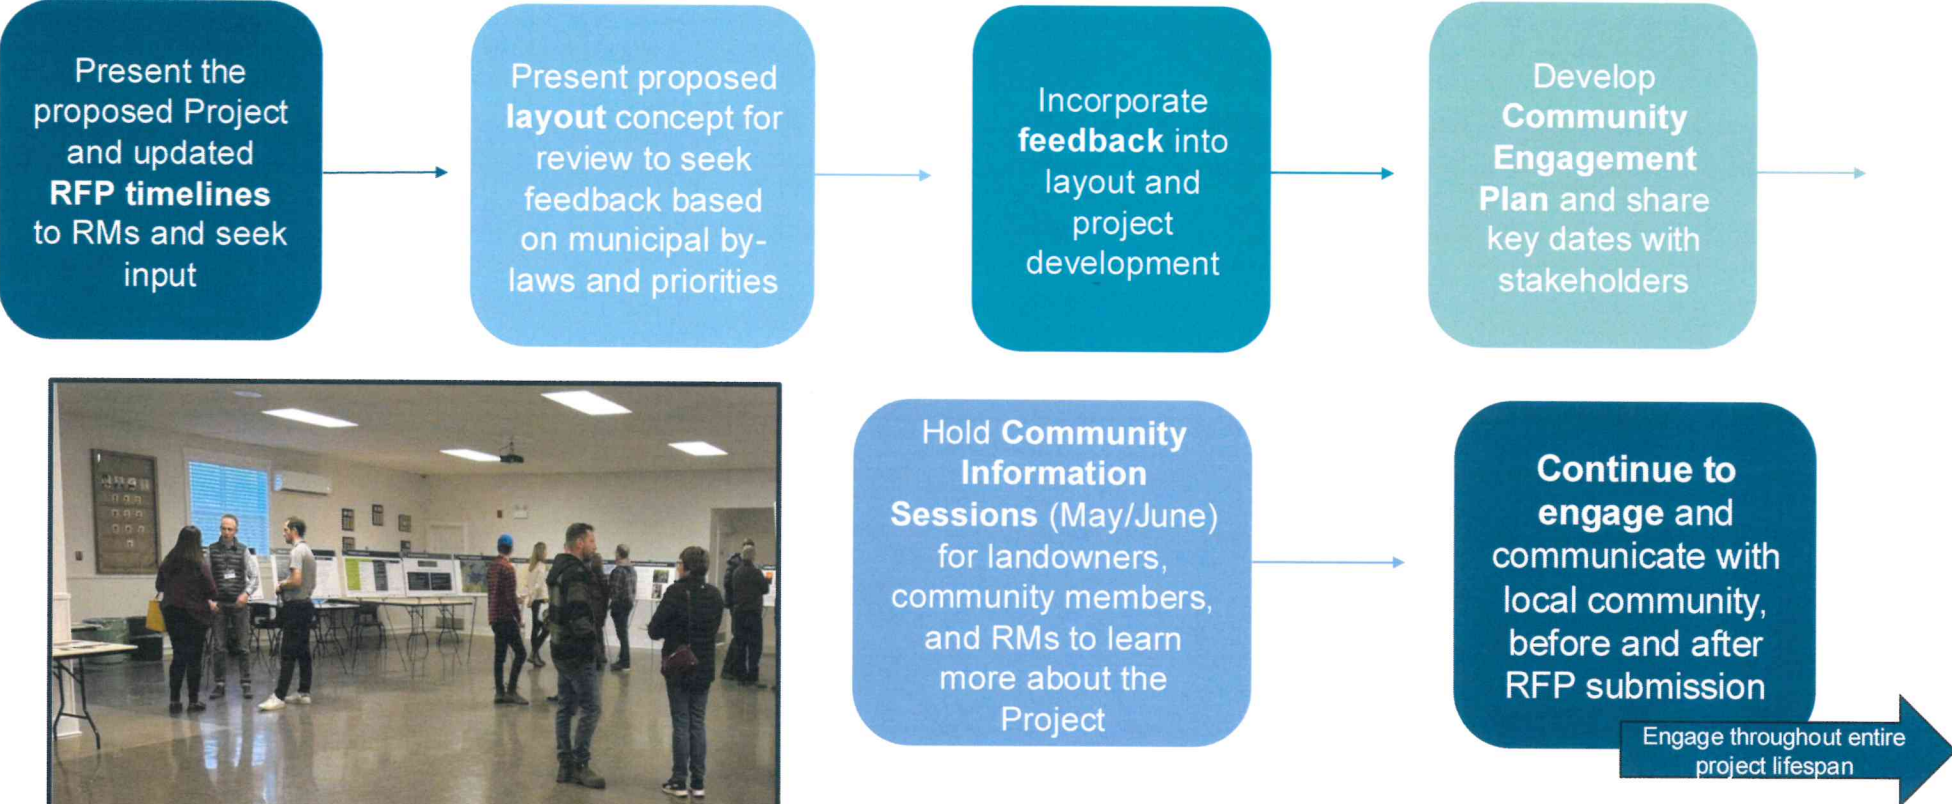 Present the
proposed Project
and updated
RFP timelines
to RMs and seek
input
Present proposed
layout concept for
review to seek
feedback based
on municipal by-
laws and priorities
Incorporate
feedback into
layout and
project
development
Develop
Community
Engagement
Plan and share
key dates with
stakeholders
Hold Community
Information
Sessions (May/June)
for landowners,
community members,
and RMs to learn
more about the
Project
Continue to
engage and
communicate with
local community,
before and after
RFP submission
Engage throughout entire
project lifespan